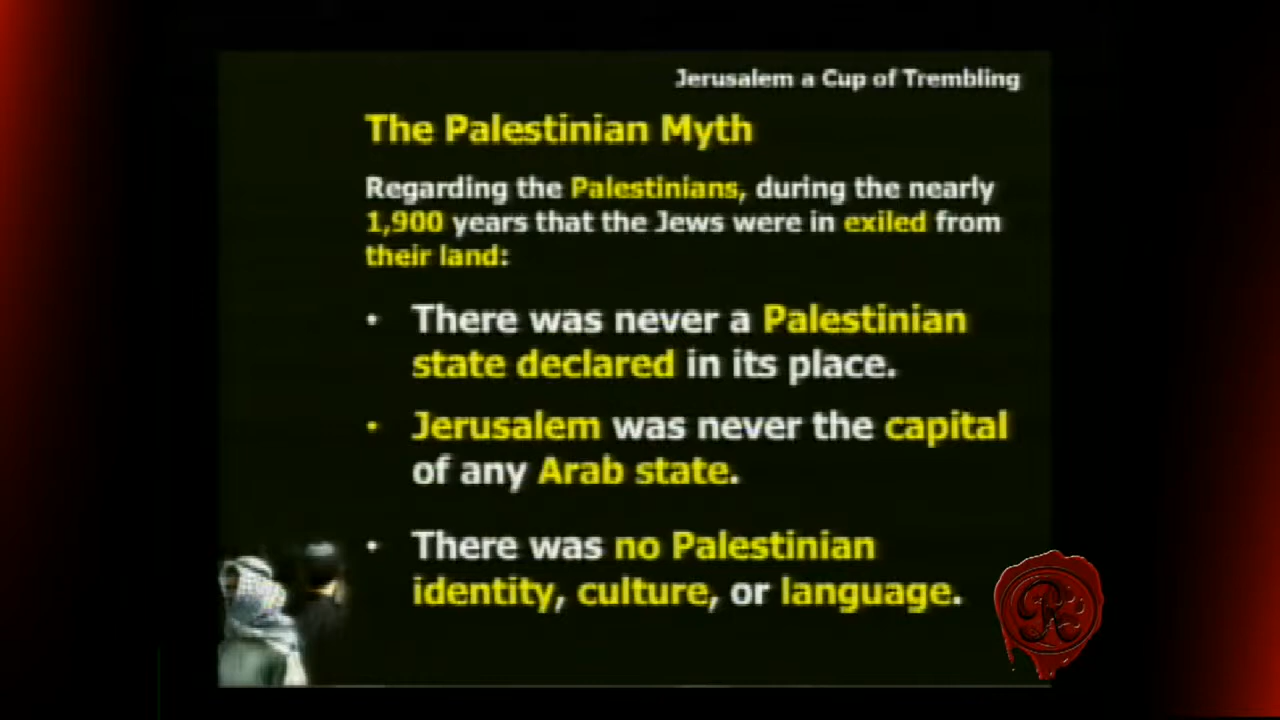 Jerusalem a Cup of Trembling
The Palestinian Myth
Regarding the Palestinians, during the nearly
1,900 years that the Jews were in exiled from
their land:
• There was never a Palestinian
state declared in its place.
• Jerusalem was never the capital
of any Arab state.
• There was no Palestinian
identity, culture, or language.
R